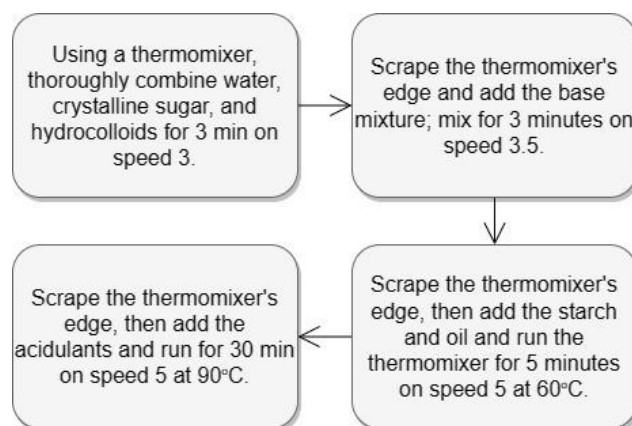 Using a thermomixer,
thoroughly combine water,
crystalline sugar, and
hydrocolloids for 3 min on
speed 3.
Scrape the thermomixer's
edge and add the base
mixture; mix for 3 minutes on
speed 3.5.
Scrape the thermomixer's
edge, then add the starch
and oil and run the
thermomixer for 5 minutes
on speed 5 at 60°C.
Scrape the thermomixer's
edge, then add the
acidulants and run for 30 min
on speed 5 at 90°C.